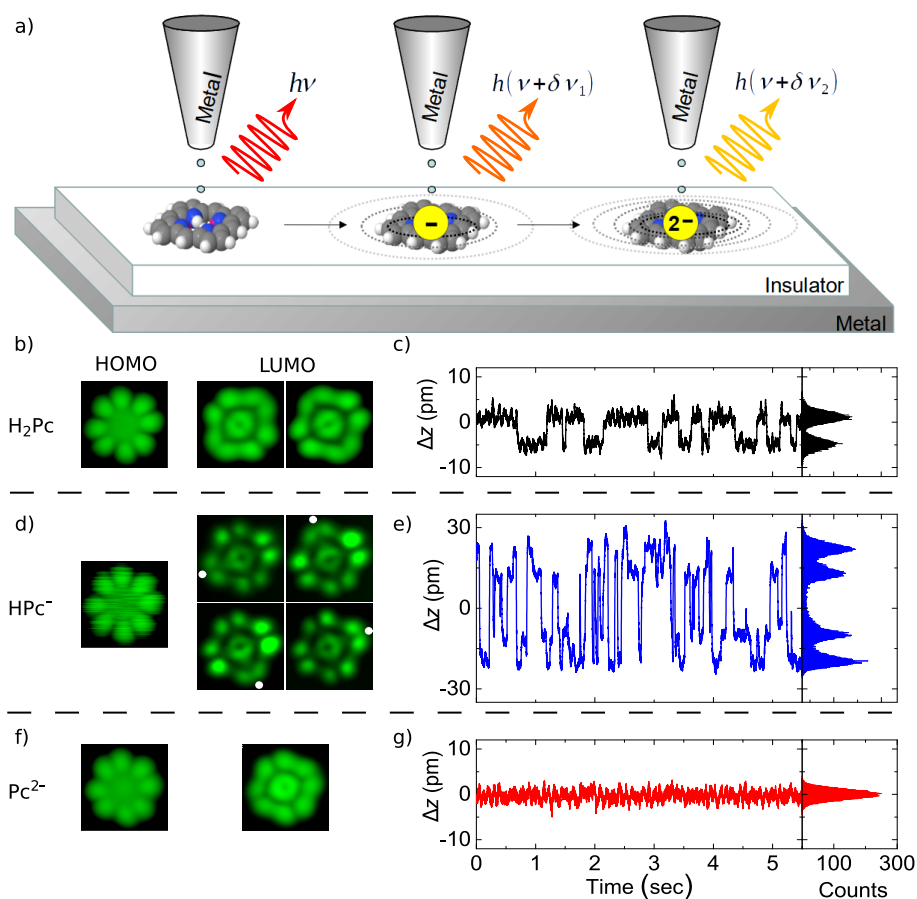 a)
Metal
hν
Metal
h(ν+δν₁)
Metal
h(ν+δν₂)
-
2-
Insulator
Metal
b)
HOMO
LUMO
c)
H₂Pc
Δz (pm)
10
0
-10
d)
e)
HPc⁻
Δz (pm)
30
0
-30
f)
g)
Pc²⁻
Δz (pm)
10
0
-10
0 1 2 3 4 5 100 300
Time (sec)
Counts